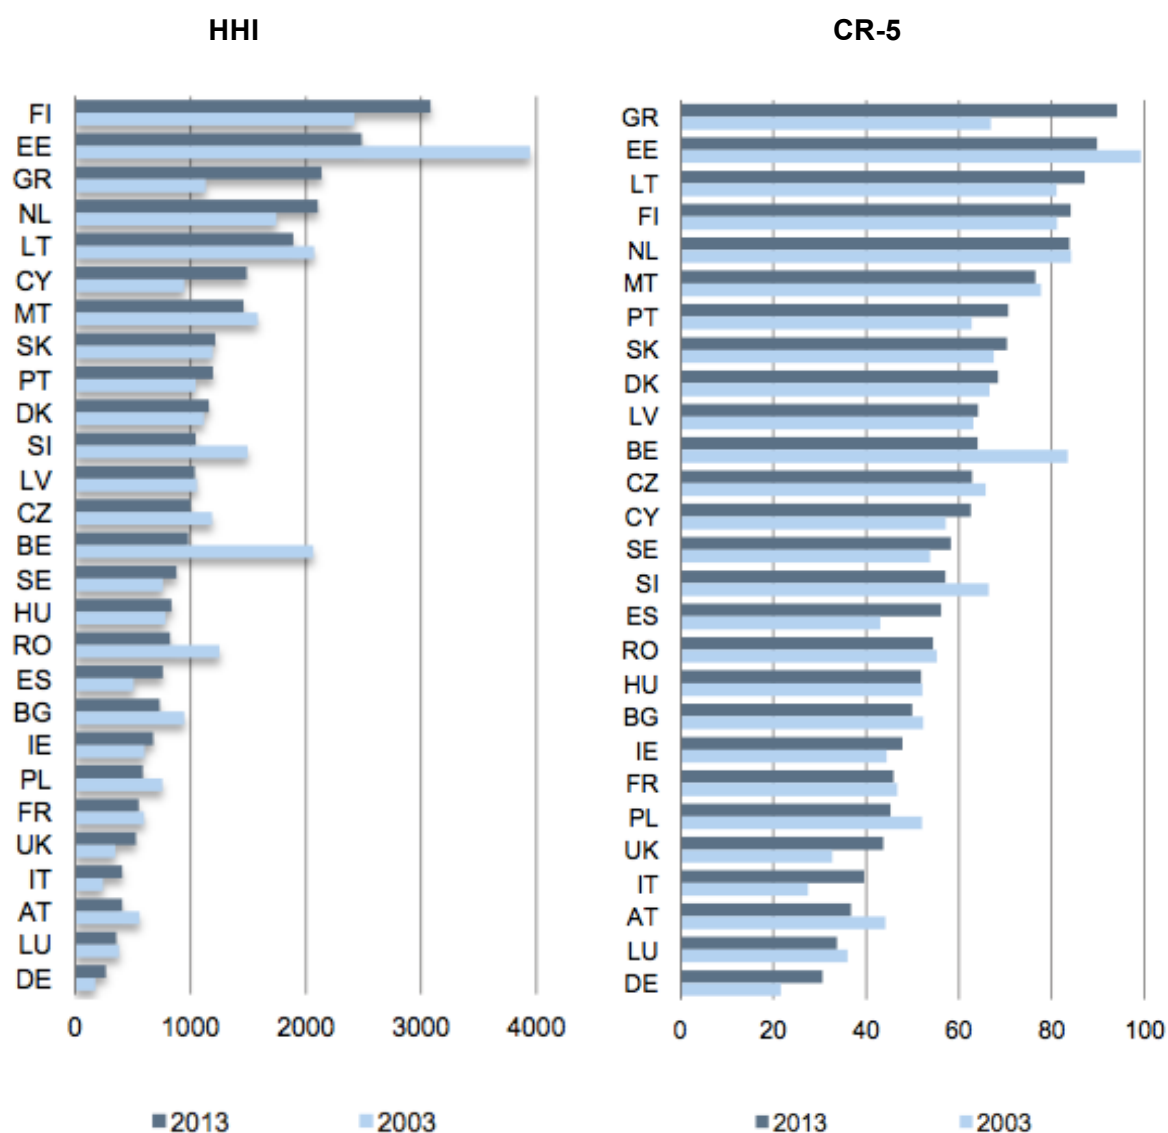 HHI
FI
EE
GR
NL
LT
CY
MT
SK
PT
DK
SI
LV
CZ
BE
SE
HU
RO
ES
BG
IE
PL
FR
UK
IT
AT
LU
DE
0 1000 2000 3000 4000
2013 2003
CR-5
GR
EE
LT
FI
NL
MT
PT
SK
DK
LV
BE
CZ
CY
SE
SI
ES
RO
HU
BG
IE
FR
PL
UK
IT
AT
LU
DE
0 20 40 60 80 100
2013 2003